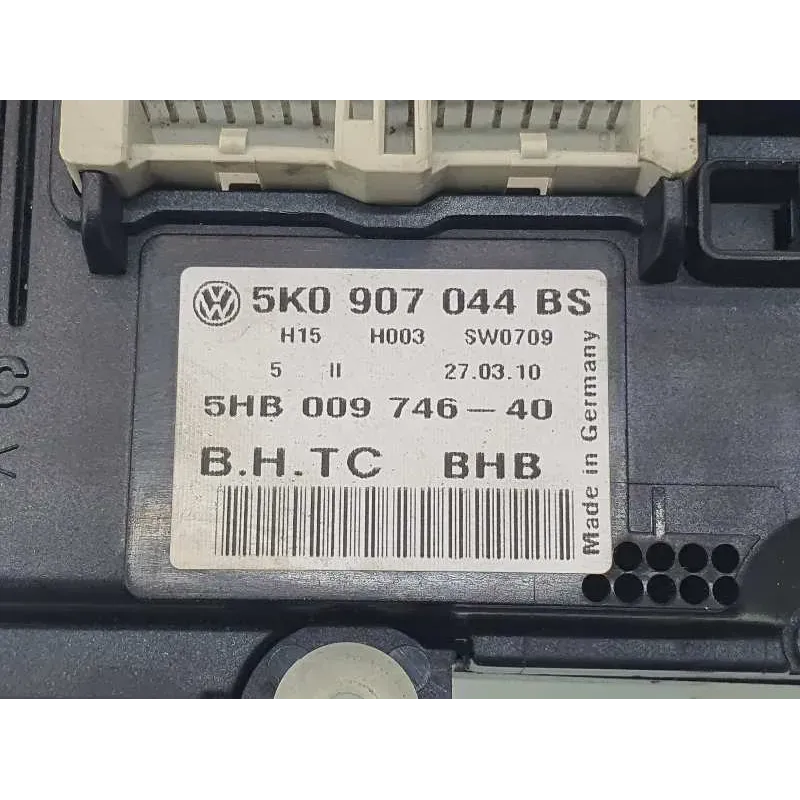 5K0 907 044 BS
H15 H003 SW0709
5 II 27.03.10
5HB 009 746-40
B.H.TC BHB
Made in Germany